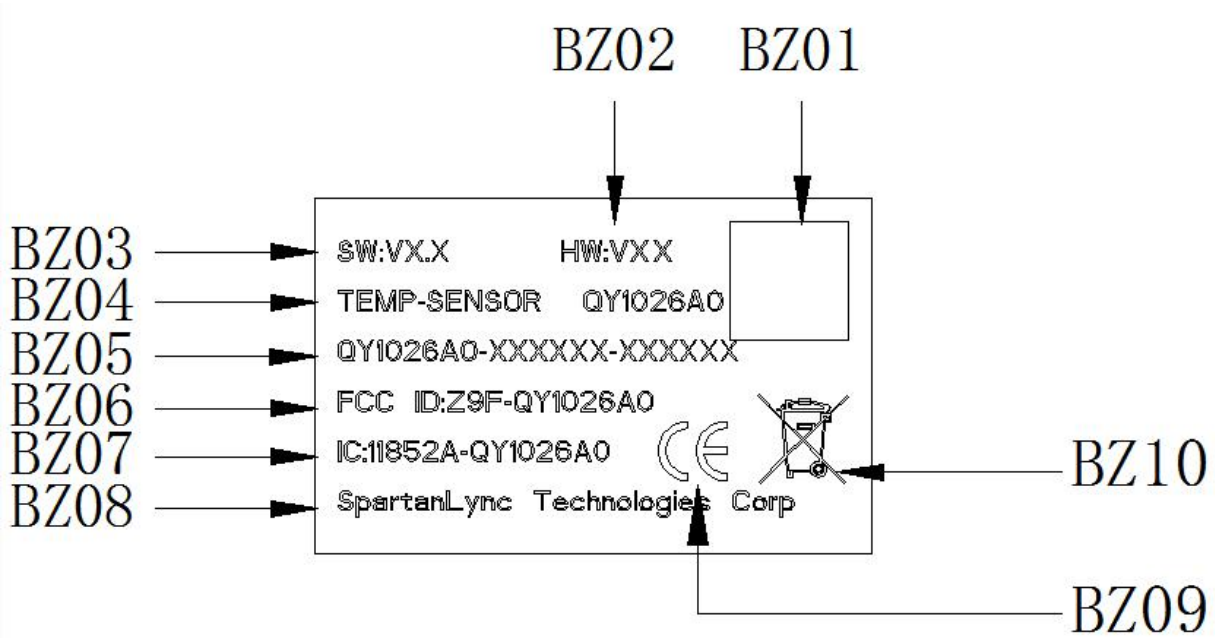 BZ02 BZ01
BZ03 SW:VX.X HW:VXX
BZ04 TEMP-SENSOR QY1026A0
BZ05 QY1026A0-XXXXXX-XXXXXX
BZ06 FCC ID:Z9F-QY1026A0
BZ07 IC:11852A-QY1026A0 CE BZ10
BZ08 SpartanLync Technologies Corp
BZ09